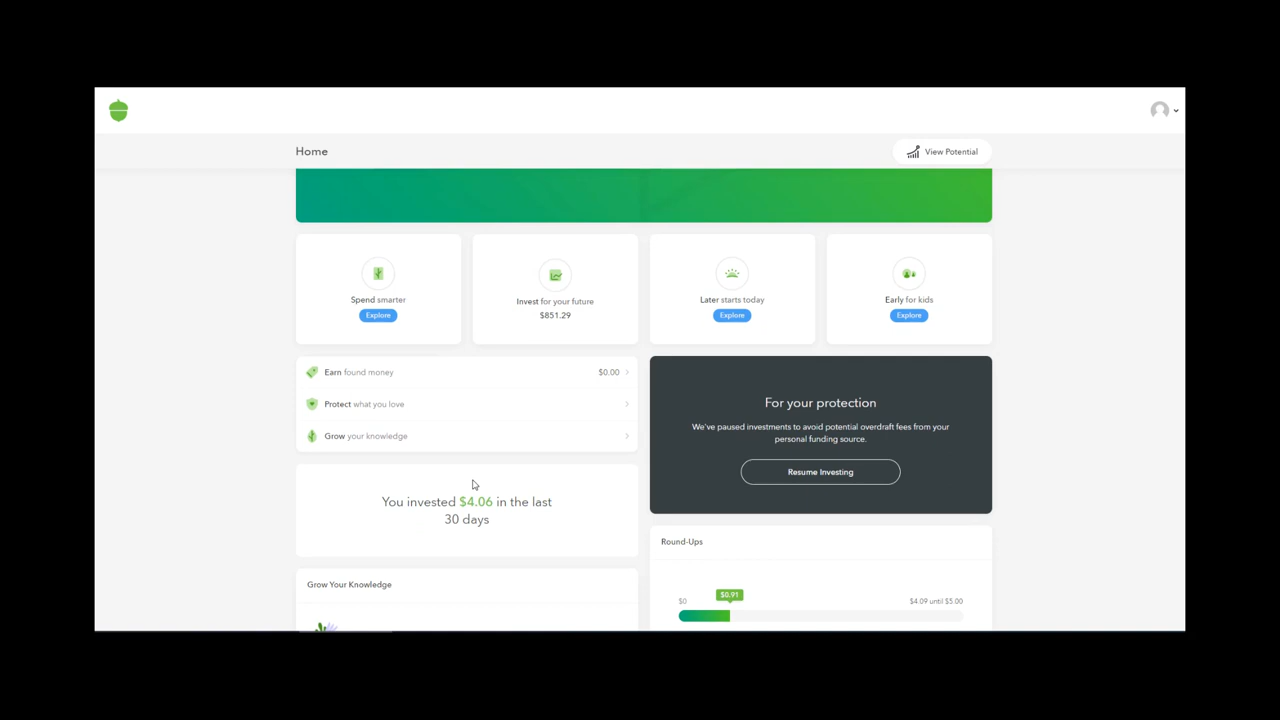 Home
View Potential
Spend smarter
Explore
Invest for your future
$851.29
Later starts today
Explore
Early for kids
Explore
Earn found money
$0.00
Protect what you love
Grow your knowledge
For your protection
We've paused investments to avoid potential overdraft fees from your
personal funding source.
Resume Investing
You invested $4.06 in the last
30 days
Round-Ups
$0.91
$0
$4.09 until $5.00
Grow Your Knowledge